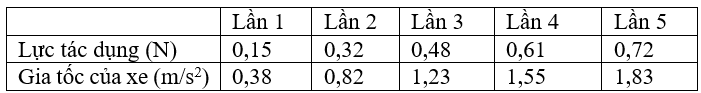 Lần 1 Lần 2 Lần 3 Lần 4 Lần 5
Lực tác dụng (N) 0,15 0,32 0,48 0,61 0,72
Gia tốc của xe (m/s²) 0,38 0,82 1,23 1,55 1,83